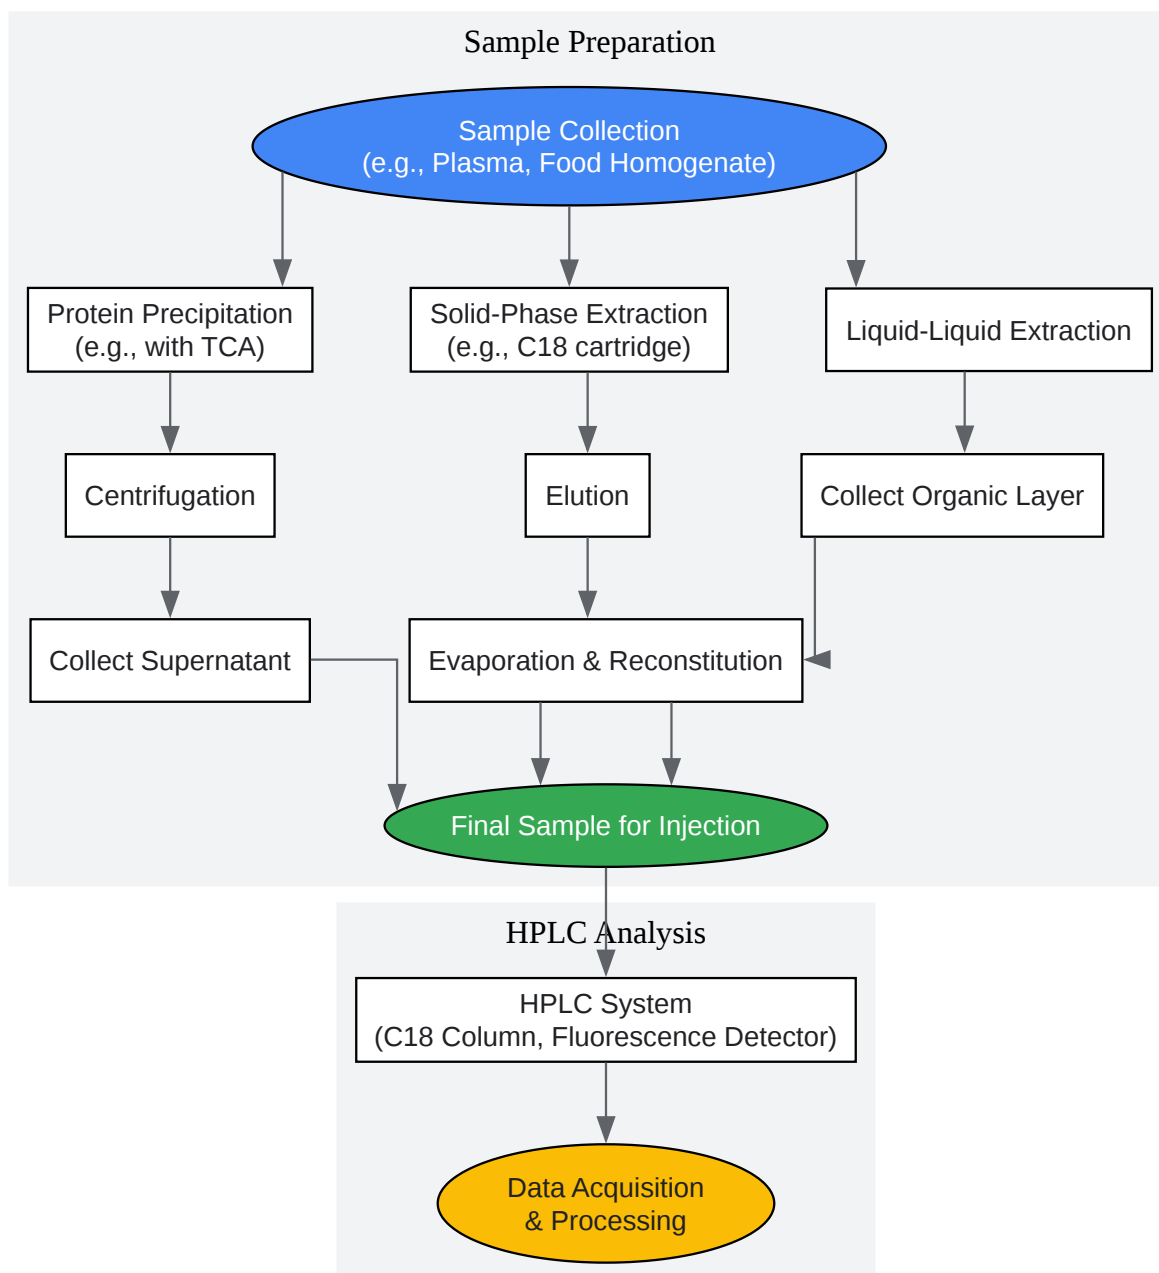 Sample Preparation
Sample Collection
(e.g., Plasma, Food Homogenate)
Protein Precipitation
(e.g., with TCA)
Solid-Phase Extraction
(e.g., C18 cartridge)
Liquid-Liquid Extraction
Centrifugation
Elution
Collect Organic Layer
Collect Supernatant
Evaporation & Reconstitution
Final Sample for Injection
HPLC Analysis
HPLC System
(C18 Column, Fluorescence Detector)
Data Acquisition
& Processing